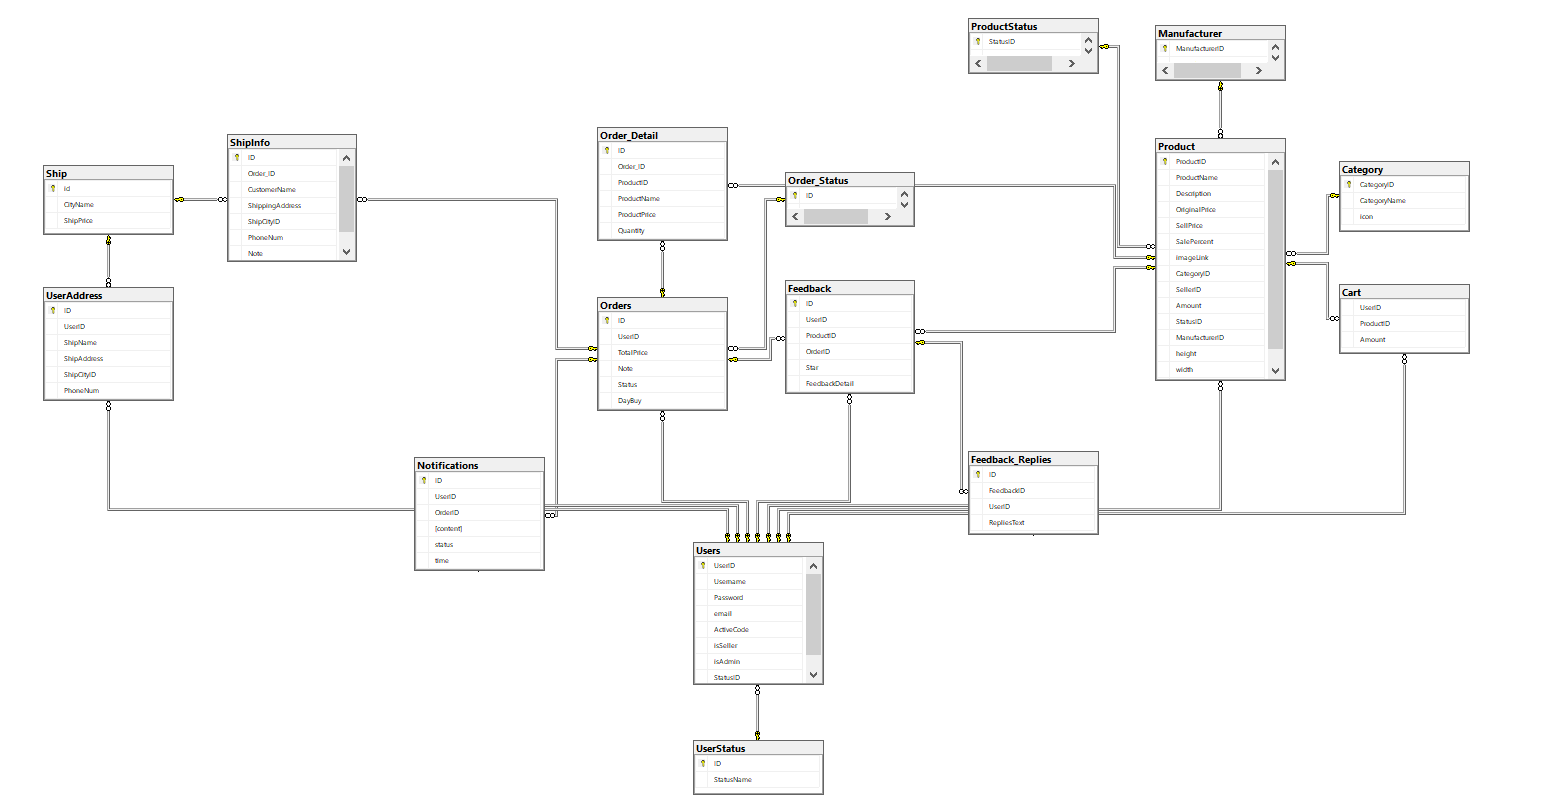 ProductStatus
StatusID
Manufacturer
ManufacturerID
Order_Detail
ID
Order_ID
ProductID
ProductName
ProductPrice
Quantity
ShipInfo
ID
Order_ID
CustomerName
ShippingAddress
ShipCityID
PhoneNum
Note
Product
ProductID
ProductName
Description
OriginalPrice
SellPrice
SalePercent
imageLink
CategoryID
SellerID
Amount
StatusID
ManufacturerID
height
width
Category
CategoryID
CategoryName
icon
Ship
id
CityName
ShipPrice
Order_Status
ID
Feedback
ID
UserID
ProductID
OrderID
Star
FeedbackDetail
Cart
UserID
ProductID
Amount
UserAddress
ID
UserID
ShipName
ShipAddress
ShipCityID
PhoneNum
Orders
ID
UserID
TotalPrice
Note
Status
DayBuy
Feedback_Replies
ID
FeedbackID
UserID
RepliesText
Notifications
ID
UserID
OrderID
[content]
status
time
Users
UserID
Username
Password
email
ActiveCode
isSeller
isAdmin
StatusID
UserStatus
ID
StatusName